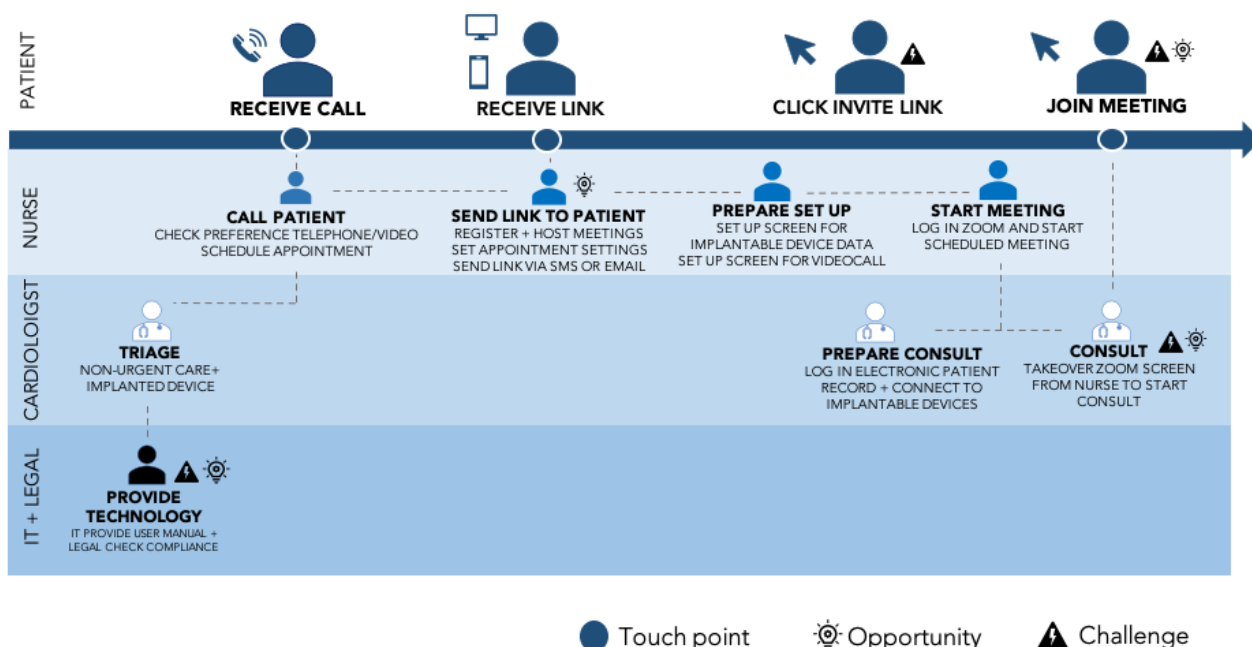 PATIENT
RECEIVE CALL
RECEIVE LINK
CLICK INVITE LINK
JOIN MEETING
NURSE
CALL PATIENT
CHECK PREFERENCE TELEPHONE/VIDEO
SCHEDULE APPOINTMENT
SEND LINK TO PATIENT
REGISTER + HOST MEETINGS
SET APPOINTMENT SETTINGS
SEND LINK VIA SMS OR EMAIL
PREPARE SET UP
SET UP SCREEN FOR
IMPLANTABLE DEVICE DATA
SET UP SCREEN FOR VIDEOCALL
START MEETING
LOG IN ZOOM AND START
SCHEDULED MEETING
CARDIOLOIGST
TRIAGE
NON-URGENT CARE+
IMPLANTED DEVICE
PREPARE CONSULT
LOG IN ELECTRONIC PATIENT
RECORD + CONNECT TO
IMPLANTABLE DEVICES
CONSULT
TAKEOVER ZOOM SCREEN
FROM NURSE TO START
CONSULT
IT + LEGAL
PROVIDE
TECHNOLOGY
IT PROVIDE USER MANUAL +
LEGAL CHECK COMPLIANCE
Touch point
Opportunity
Challenge